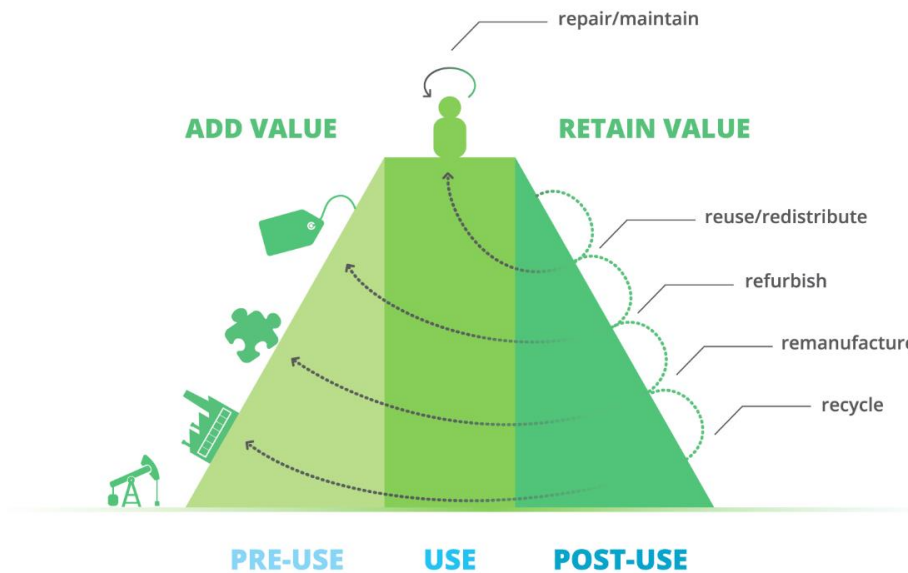 repair/maintain
ADD VALUE
RETAIN VALUE
reuse/redistribute
refurbish
remanufacture
recycle
PRE-USE
USE
POST-USE